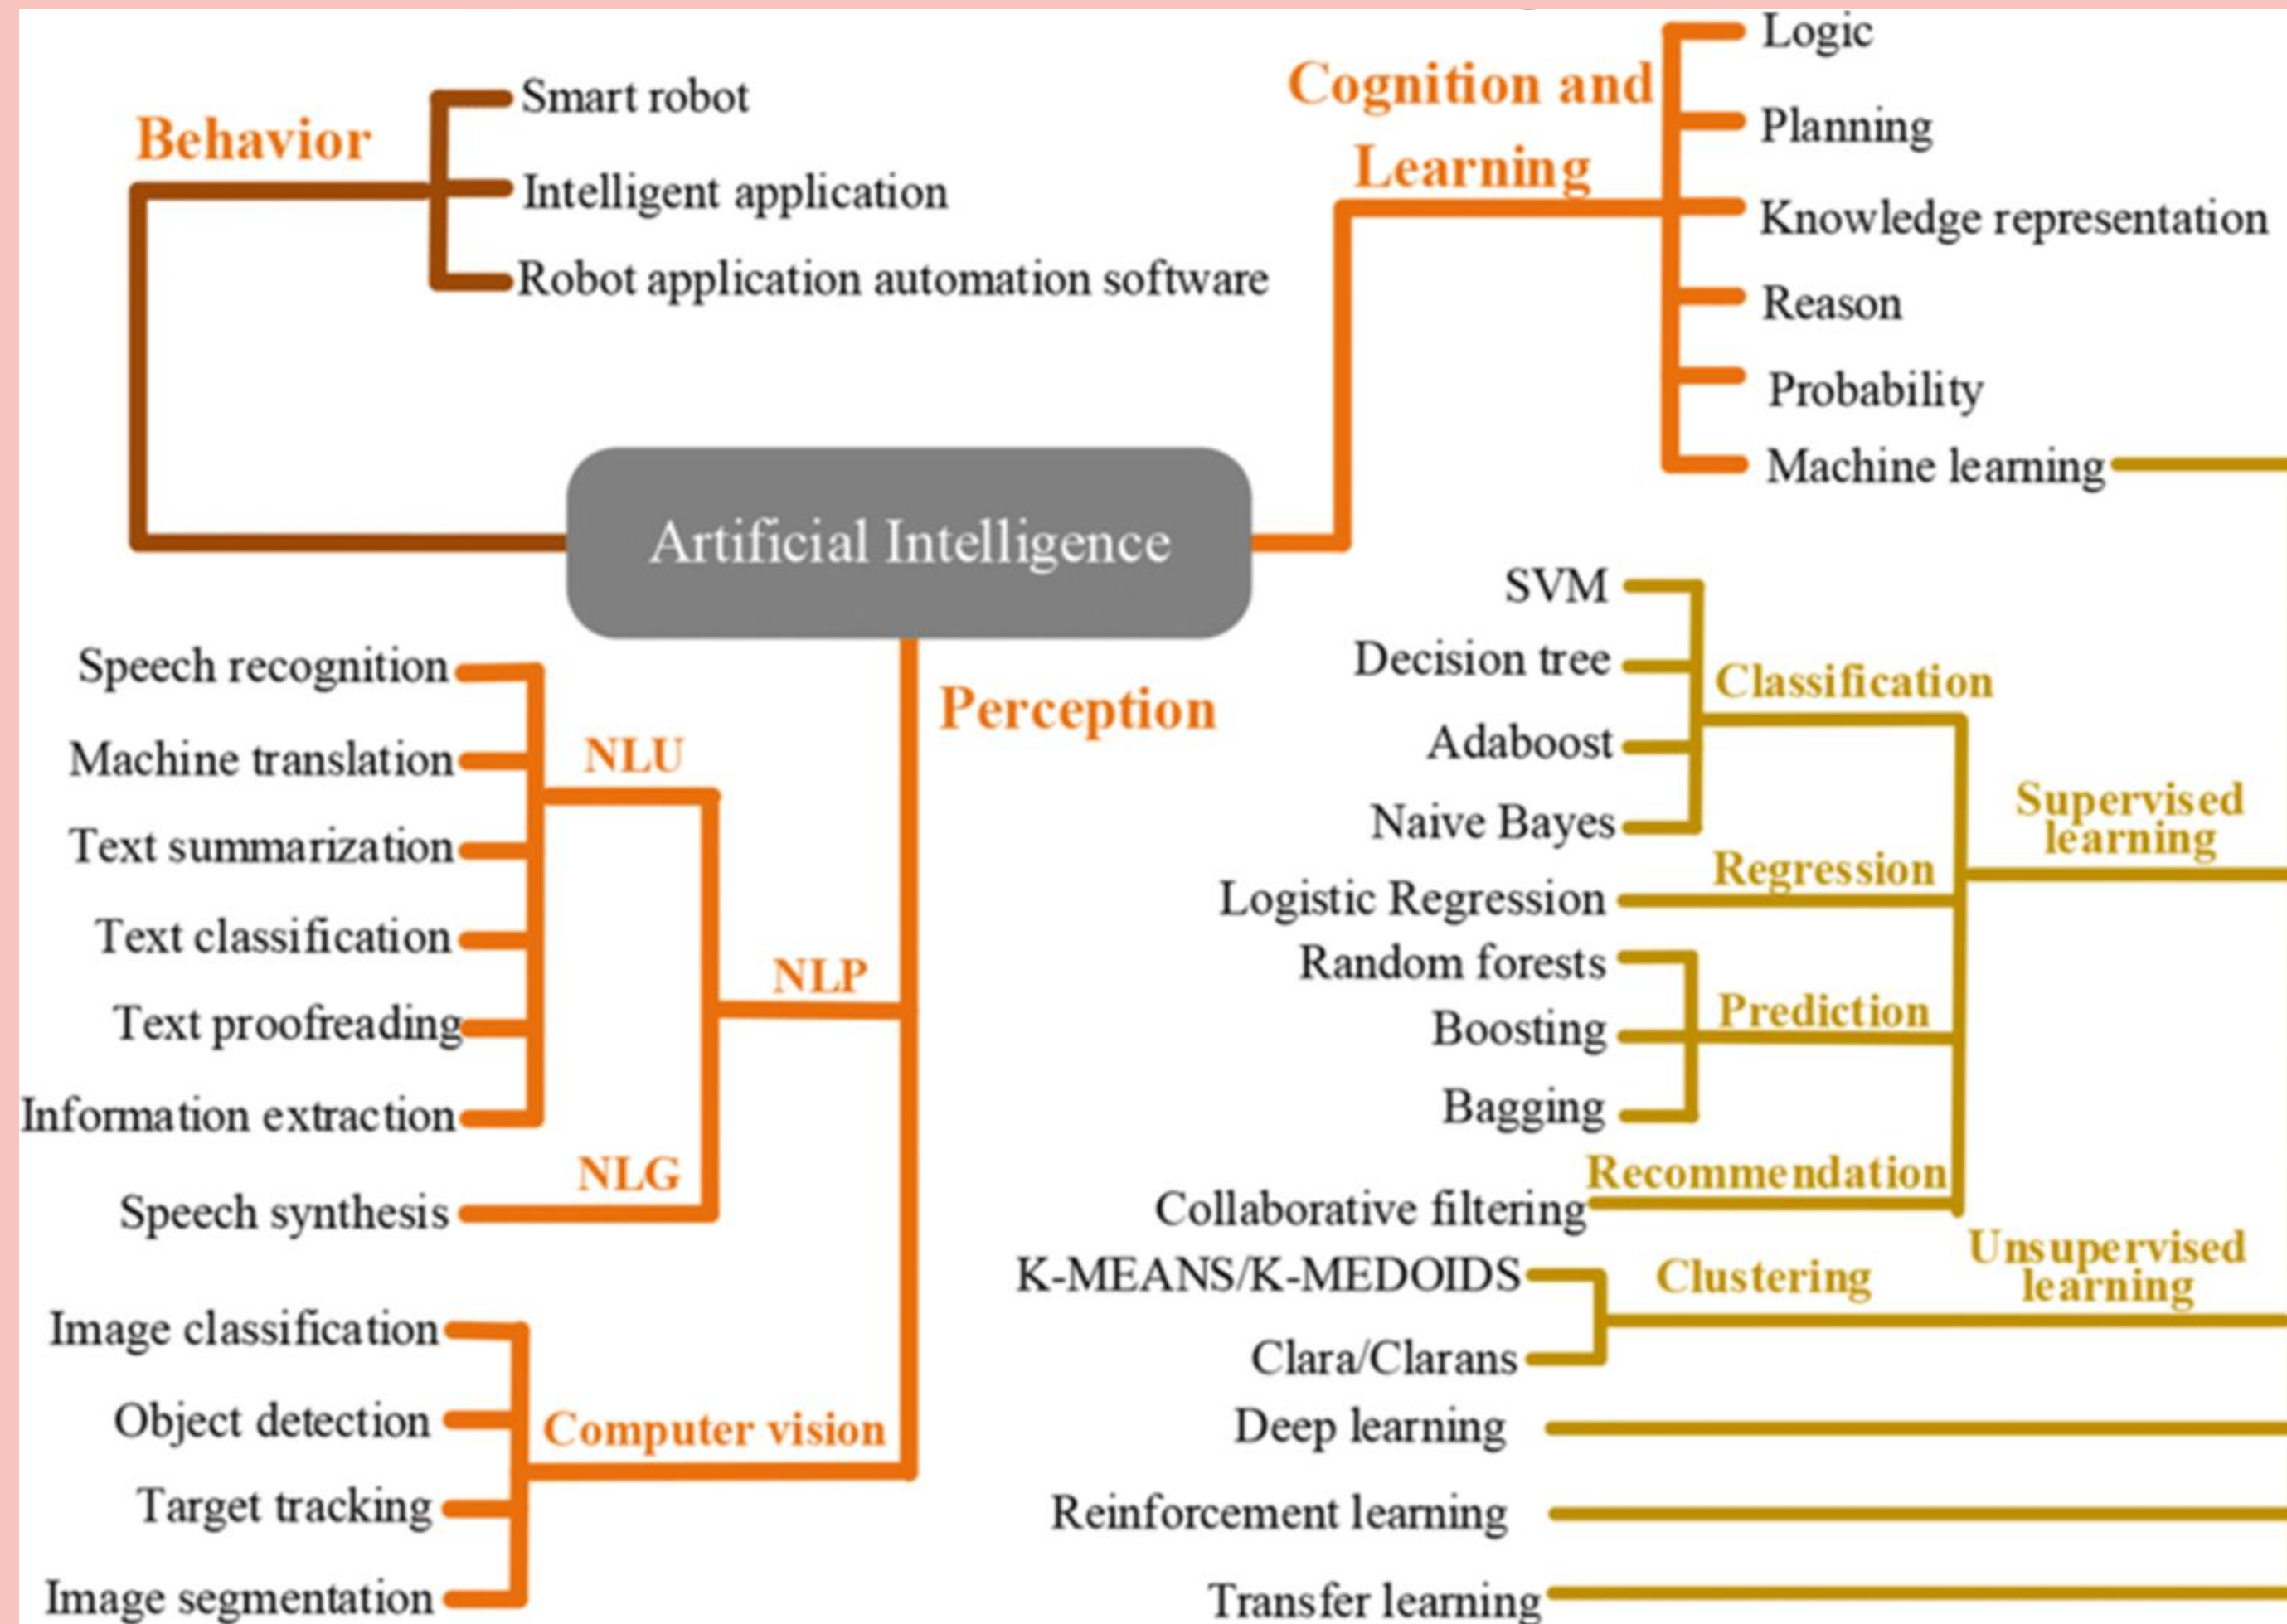 Behavior
Smart robot
Intelligent application
Robot application automation software
Cognition and
Learning
Logic
Planning
Knowledge representation
Reason
Probability
Machine learning
Artificial Intelligence
Perception
NLP
NLU
Speech recognition
Machine translation
Text summarization
Text classification
Text proofreading
Information extraction
NLG
Speech synthesis
Computer vision
Image classification
Object detection
Target tracking
Image segmentation
Supervised
learning
Classification
SVM
Decision tree
Adaboost
Naive Bayes
Regression
Logistic Regression
Prediction
Random forests
Boosting
Bagging
Recommendation
Collaborative filtering
Unsupervised
learning
Clustering
K-MEANS/K-MEDOIDS
Clara/Clarans
Deep learning
Reinforcement learning
Transfer learning